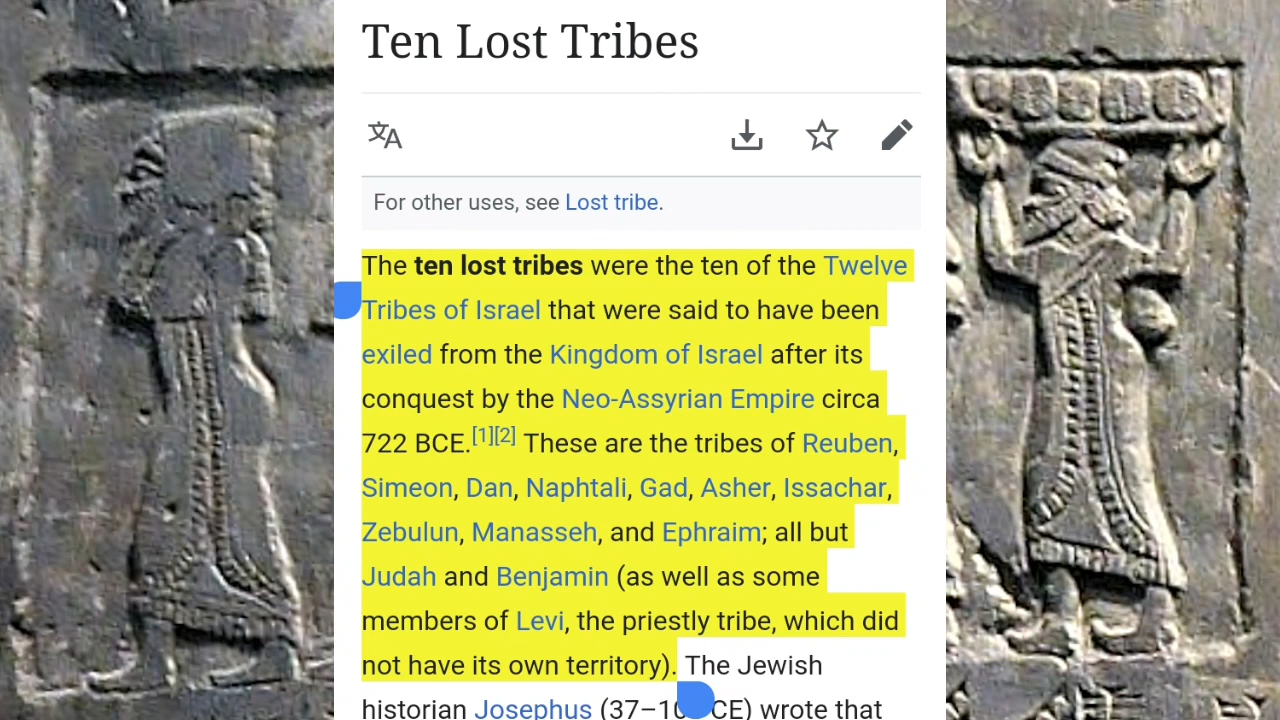 Ten Lost Tribes
For other uses, see Lost tribe.
The ten lost tribes were the ten of the Twelve
Tribes of Israel that were said to have been
exiled from the Kingdom of Israel after its
conquest by the Neo-Assyrian Empire circa
722 BCE.[1][2] These are the tribes of Reuben,
Simeon, Dan, Naphtali, Gad, Asher, Issachar,
Zebulun, Manasseh, and Ephraim; all but
Judah and Benjamin (as well as some
members of Levi, the priestly tribe, which did
not have its own territory). The Jewish
historian Josephus CE) wrote that